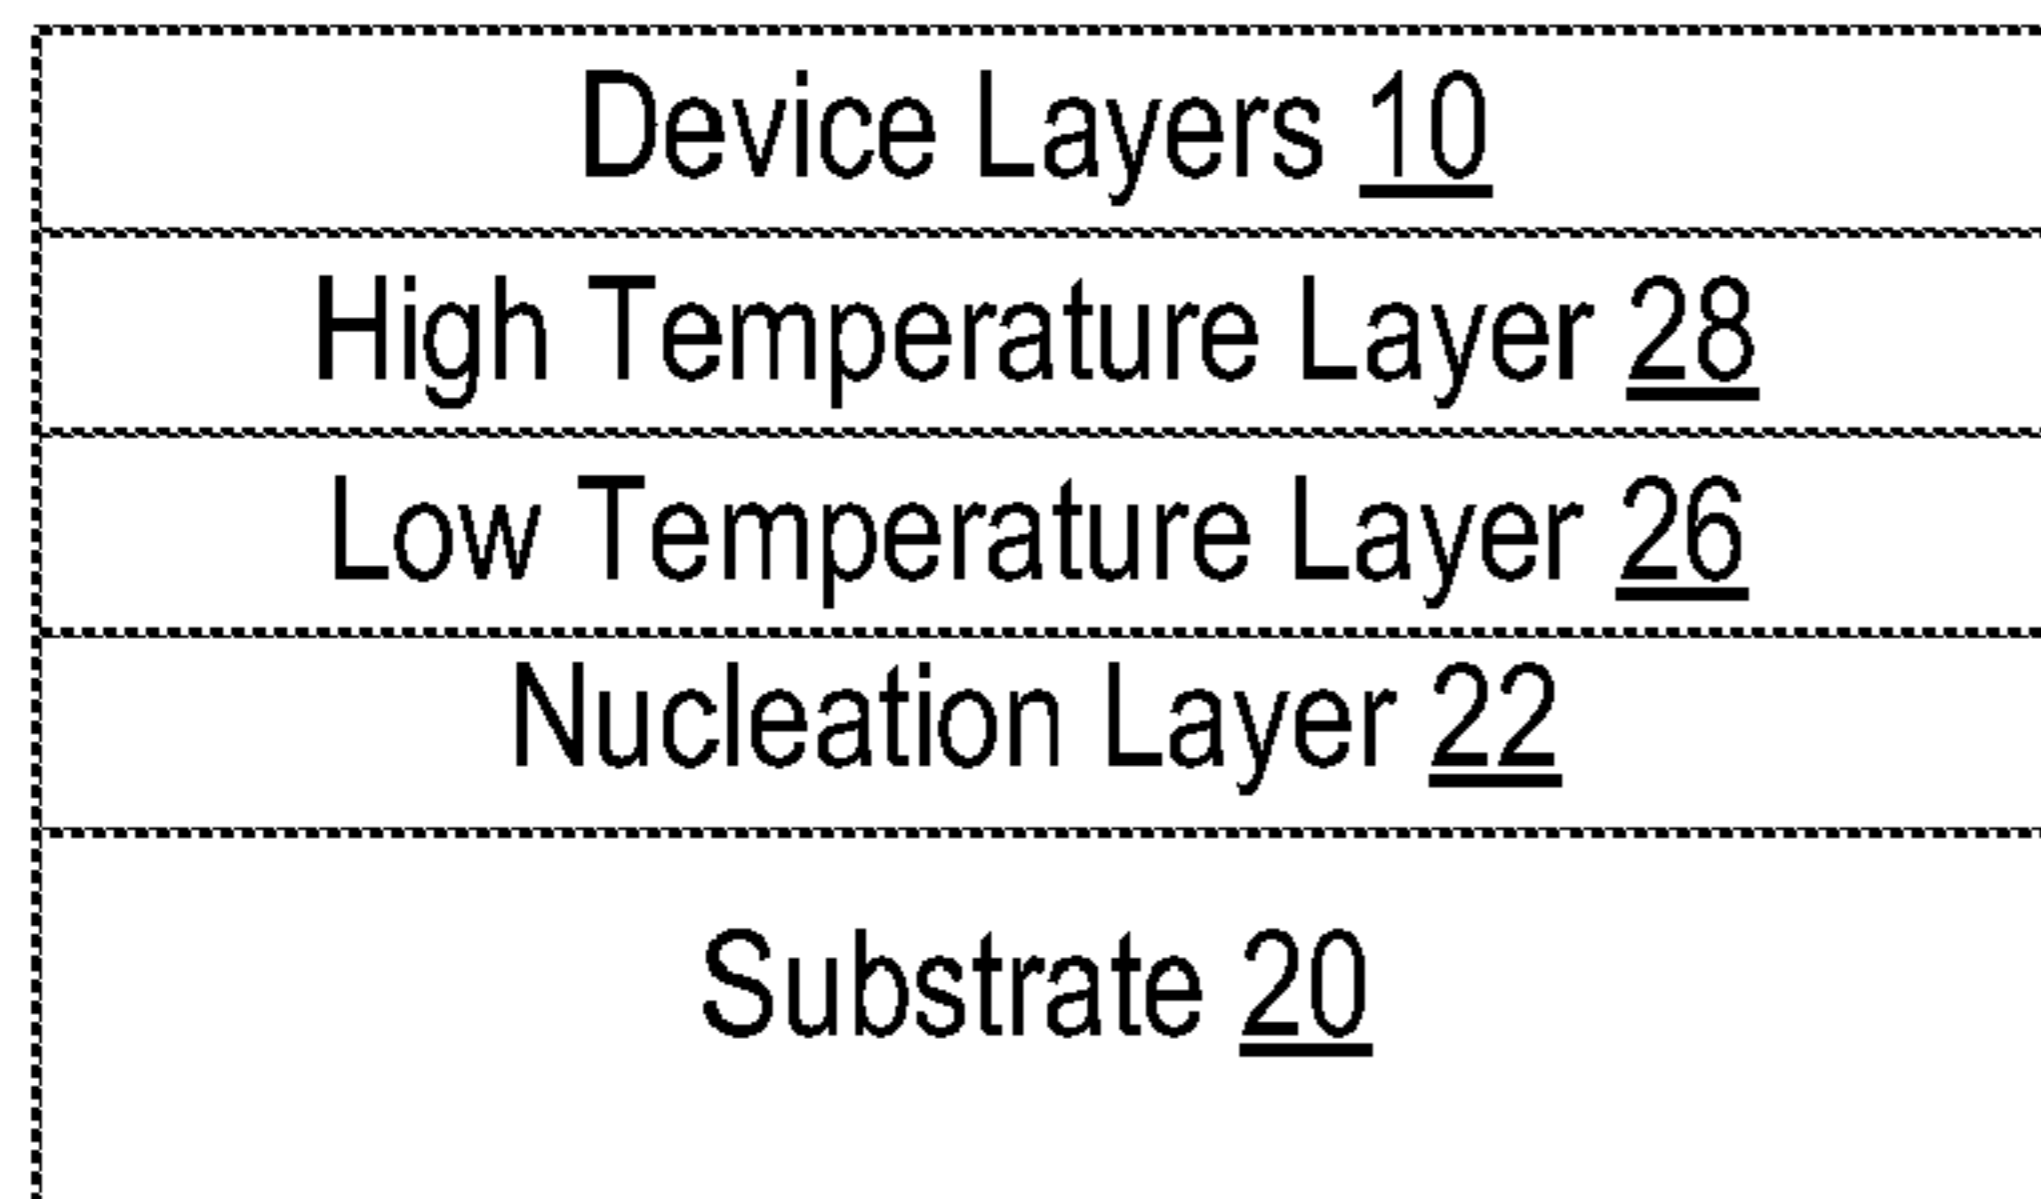 Device Layers 10
High Temperature Layer 28
Low Temperature Layer 26
Nucleation Layer 22
Substrate 20